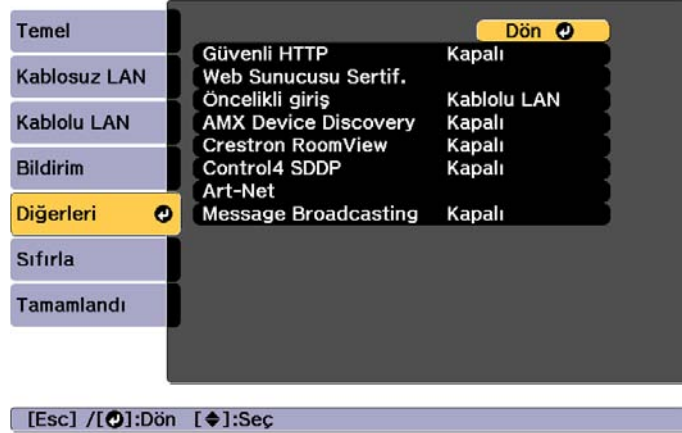 Temel
Kablosuz LAN
Kablolu LAN
Bildirim
Diğerleri
Sıfırla
Tamamlandı
Dön
Güvenli HTTP Kapalı
Web Sunucusu Sertif.
Öncelikli giriş Kablolu LAN
AMX Device Discovery Kapalı
Crestron RoomView Kapalı
Control4 SDDP Kapalı
Art-Net
Message Broadcasting Kapalı
[Esc] /[⏎]:Dön [◆]:Seç